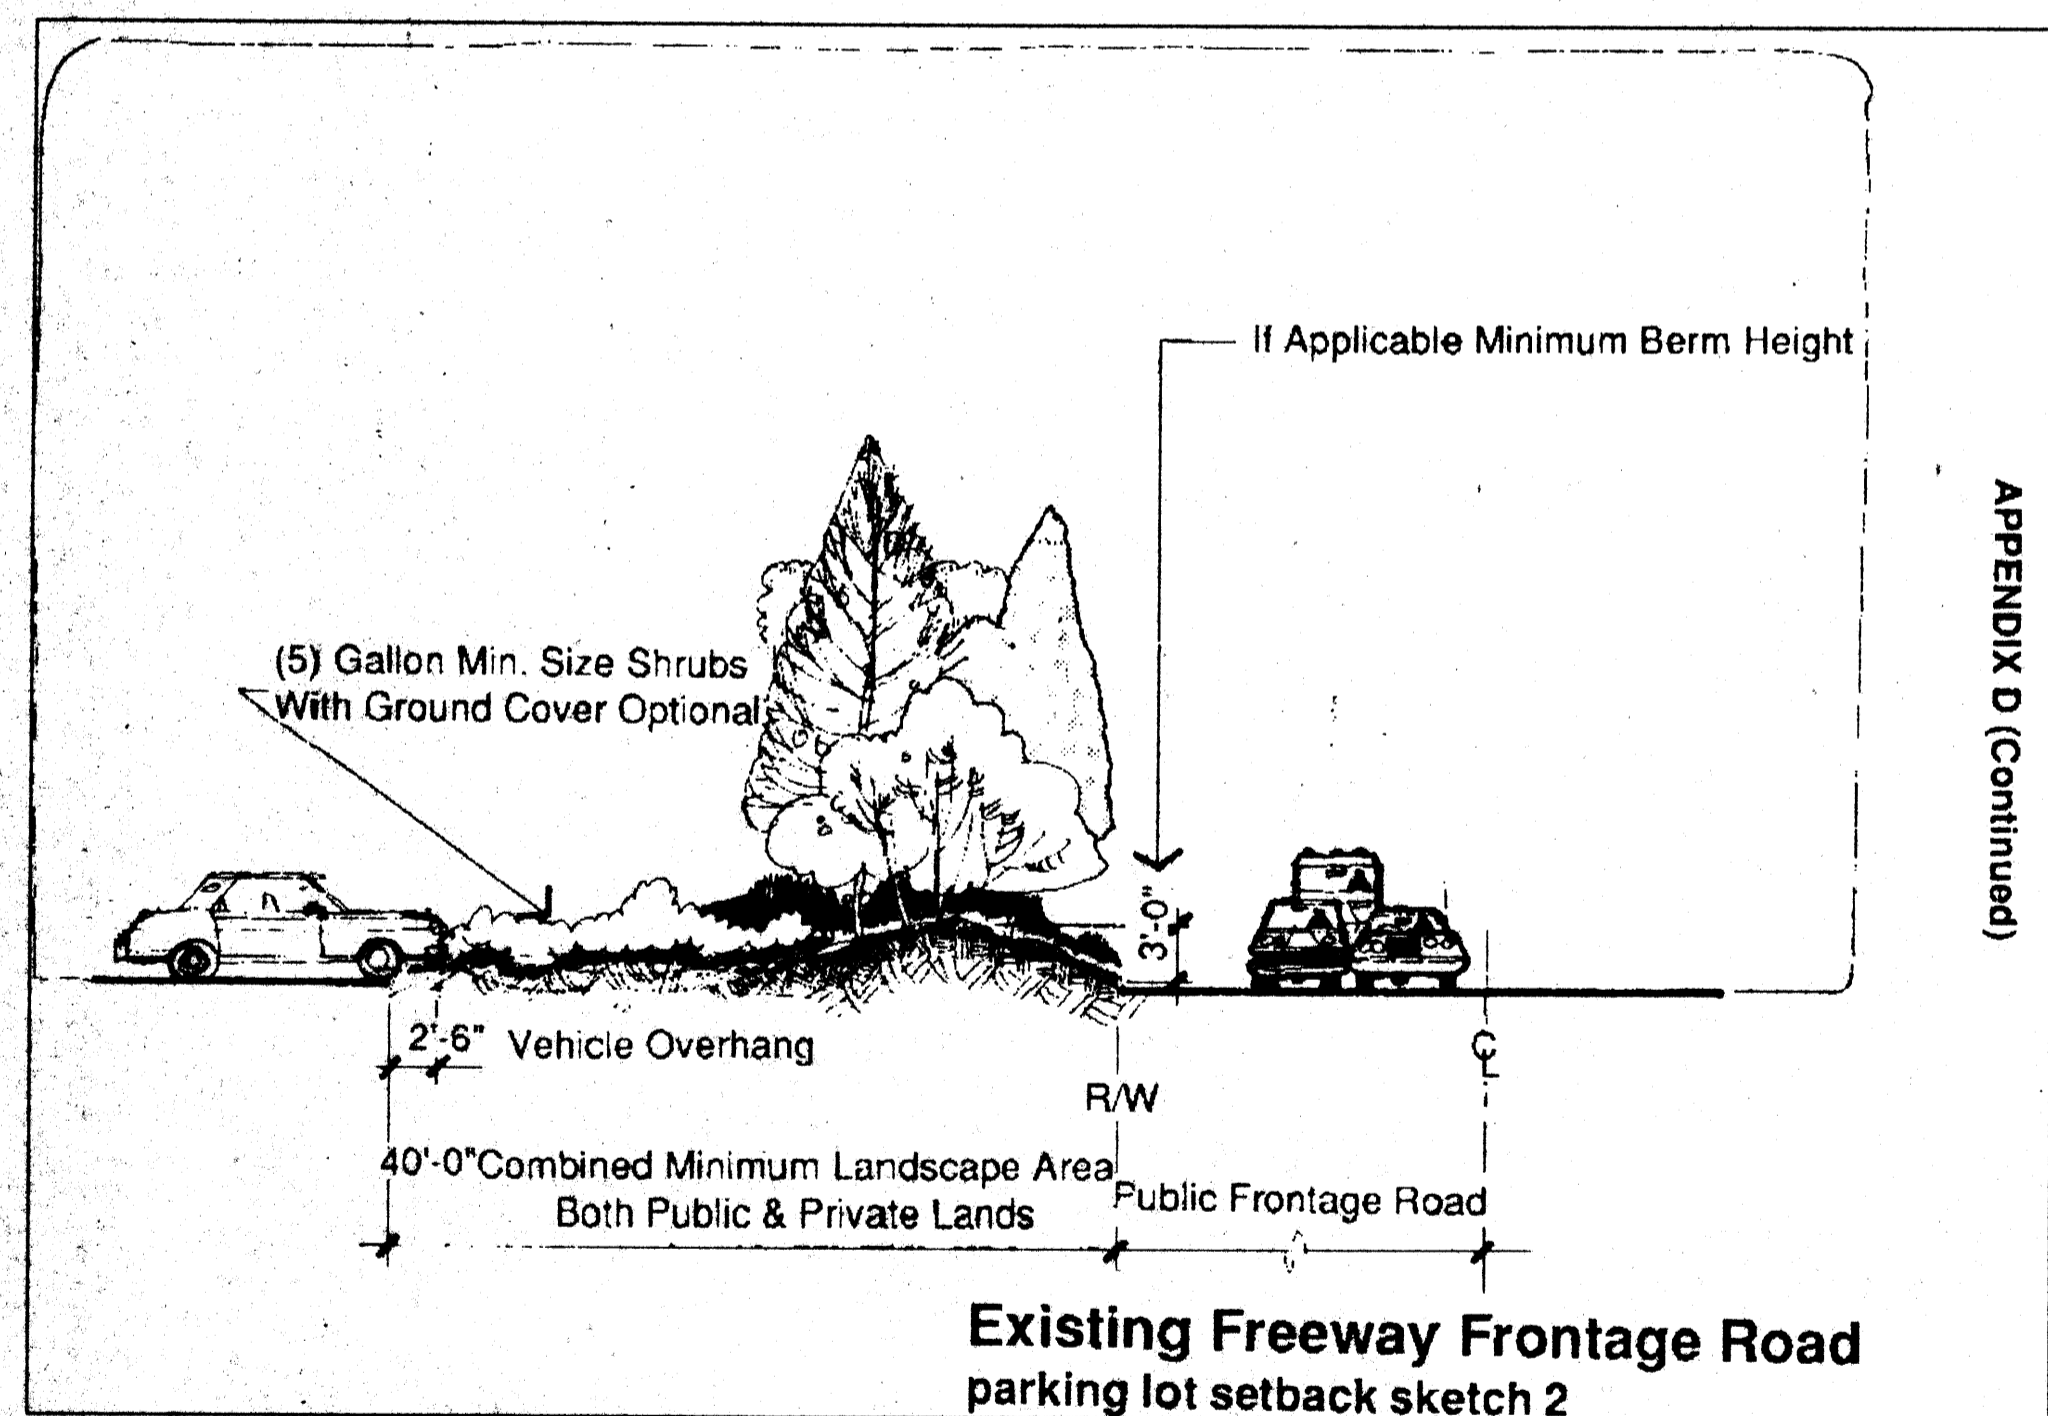 If Applicable Minimum Berm Height
APPENDIX D (Continued)
(5) Gallon Min. Size Shrubs
With Ground Cover Optional
3'-0"
2'-6" Vehicle Overhang
℄
R/W
40'-0"Combined Minimum Landscape Area
Both Public & Private Lands
Public Frontage Road
Existing Freeway Frontage Road
parking lot setback sketch 2